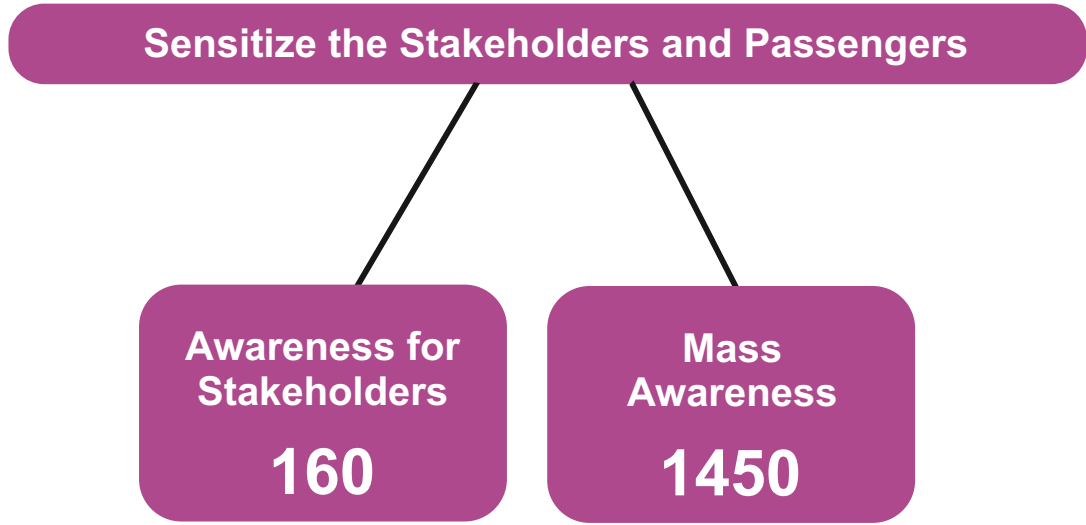 Sensitize the Stakeholders and Passengers
Awareness for
Stakeholders
160
Mass
Awareness
1450